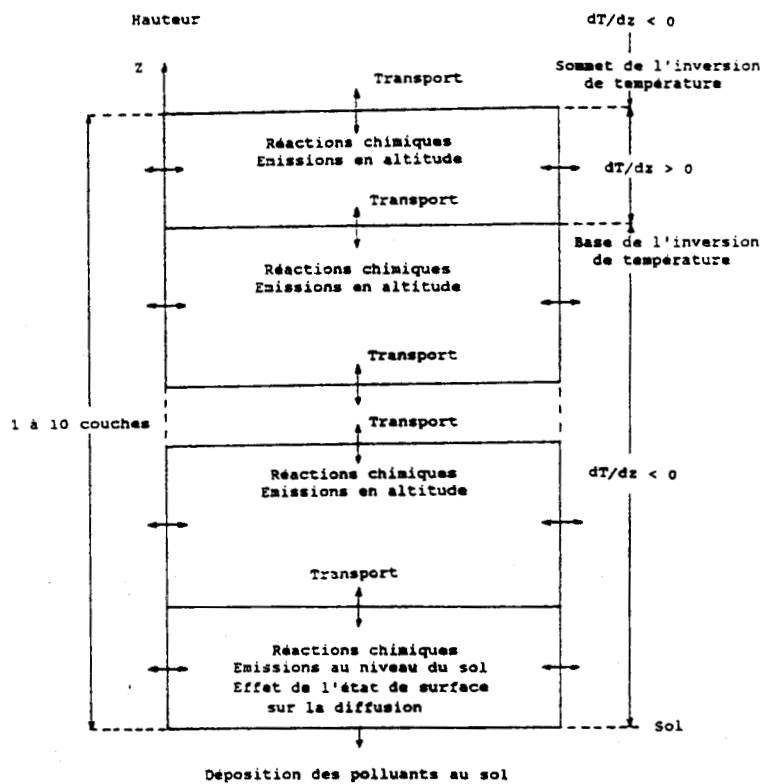 Hauteur
dT/dz < 0
Z
Sommet de l'inversion
de température
Transport
Réactions chimiques
Emissions en altitude
dT/dz > 0
Transport
Base de l'inversion
de température
Réactions chimiques
Emissions en altitude
Transport
Transport
1 à 10 couches
Réactions chimiques
Emissions en altitude
dT/dz < 0
Transport
Réactions chimiques
Emissions au niveau du sol
Effet de l'état de surface
sur la diffusion
Sol
Déposition des polluants au sol